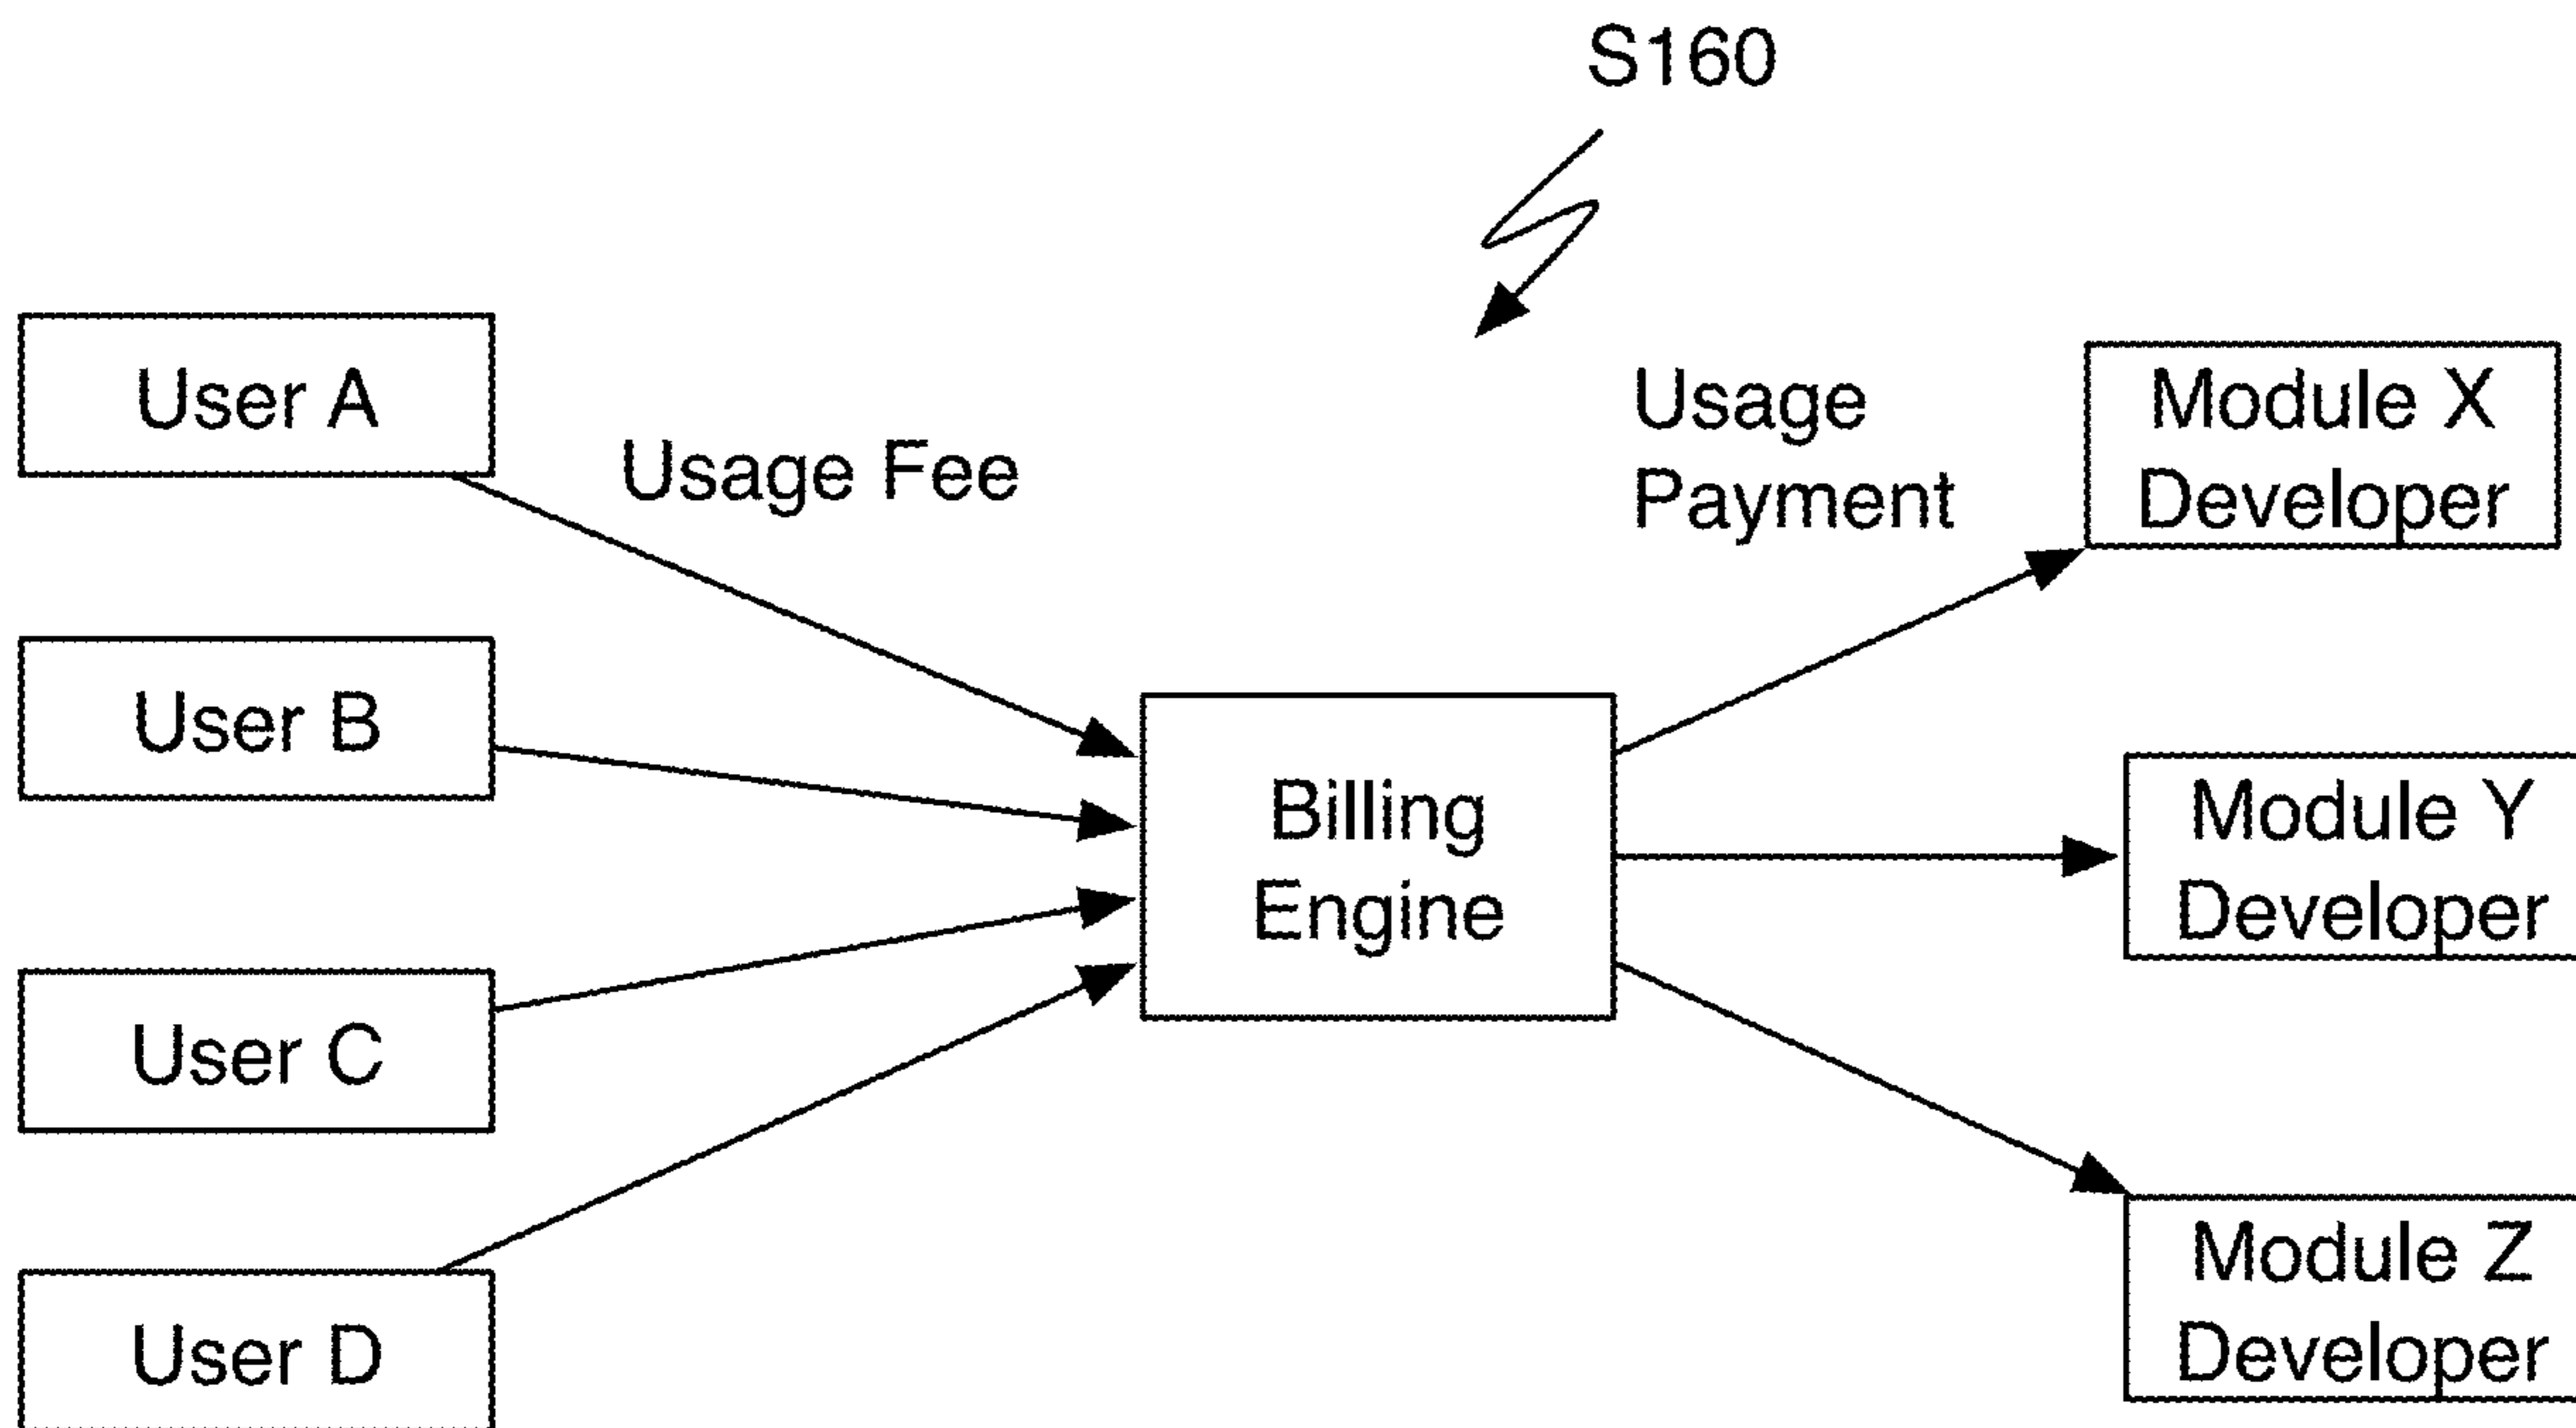 S160
User A
Usage Fee
Usage
Payment
Module X
Developer
User B
Billing
Engine
Module Y
Developer
User C
User D
Module Z
Developer